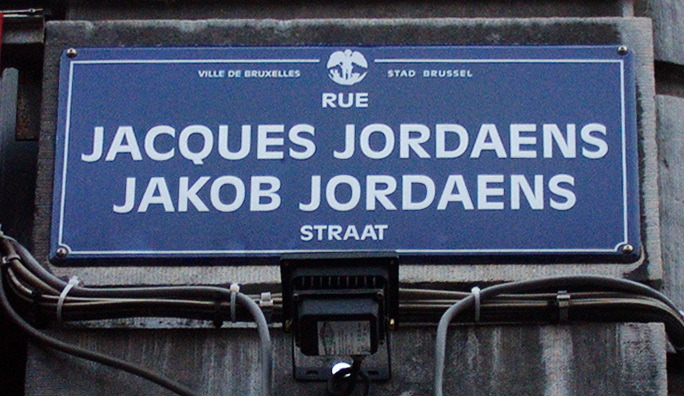 VILLE DE BRUXELLES STAD BRUSSEL
RUE
JACQUES JORDAENS
JAKOB JORDAENS
STRAAT